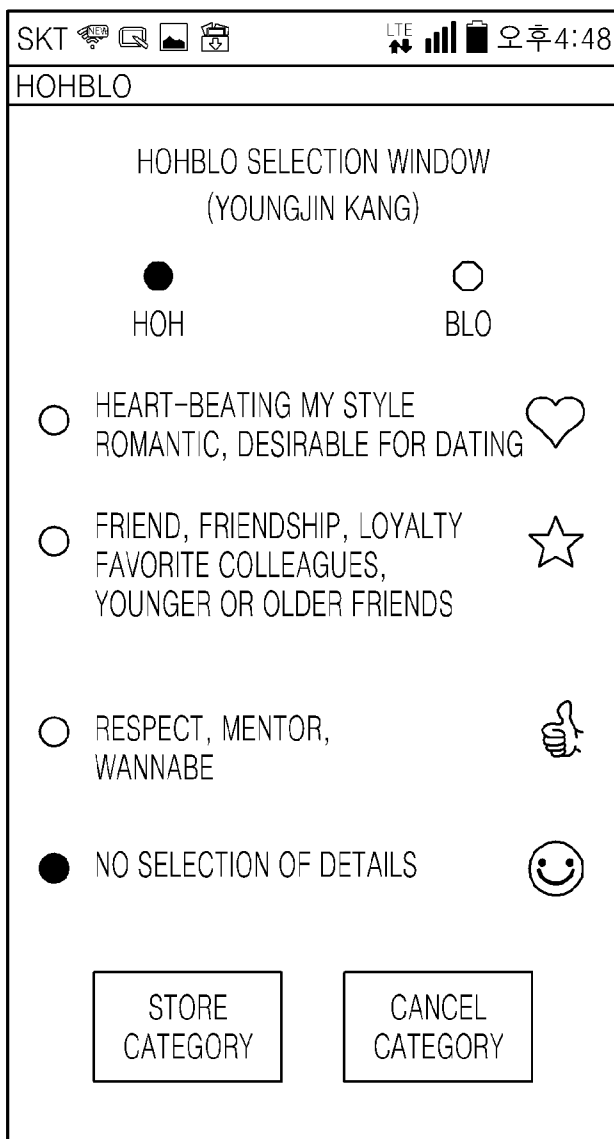 SKT NEW LTE 오후4:48
HOHBLO
HOHBLO SELECTION WINDOW
(YOUNGJIN KANG)
HOH BLO
HEART-BEATING MY STYLE
ROMANTIC, DESIRABLE FOR DATING
FRIEND, FRIENDSHIP, LOYALTY
FAVORITE COLLEAGUES,
YOUNGER OR OLDER FRIENDS
RESPECT, MENTOR,
WANNABE
NO SELECTION OF DETAILS
STORE
CATEGORY
CANCEL
CATEGORY